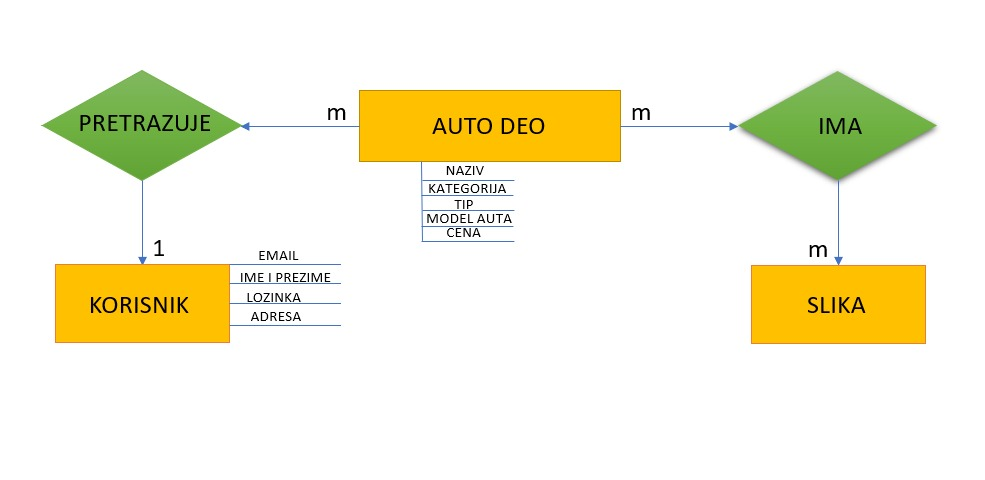 PRETRAZUJE
m
AUTO DEO
m
IMA
NAZIV
KATEGORIJA
TIP
MODEL AUTA
CENA
1
m
KORISNIK
EMAIL
IME I PREZIME
LOZINKA
ADRESA
SLIKA